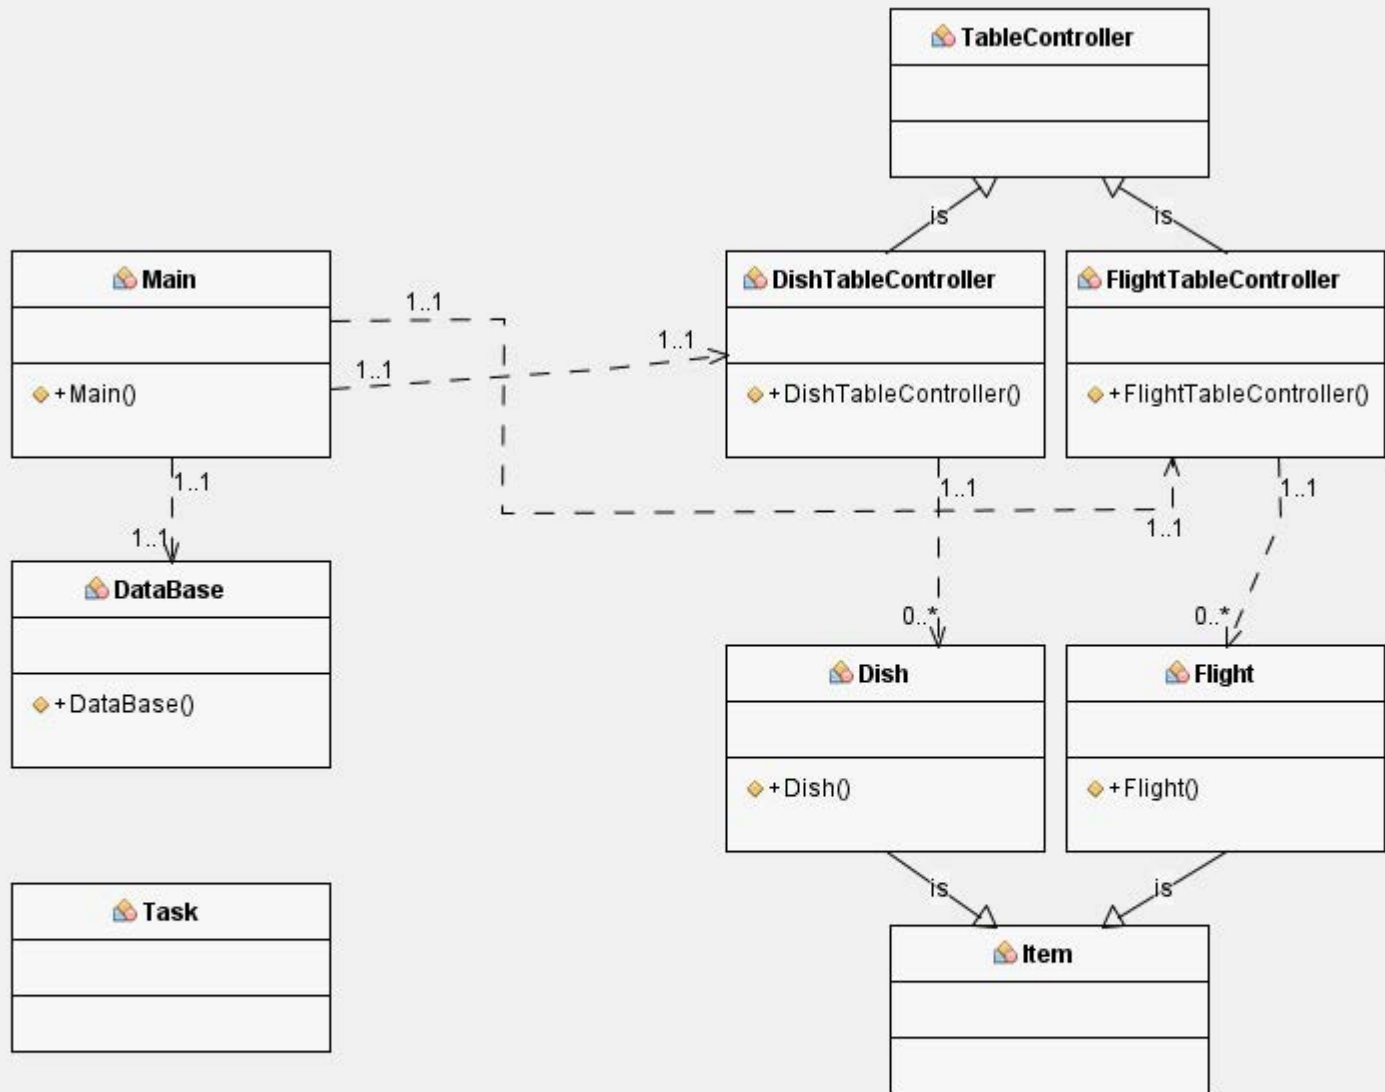 TableController
is
is
Main
+Main()
1..1
1..1
1..1
1..1
DishTableController
+DishTableController()
FlightTableController
+FlightTableController()
1..1
1..1
1..1
1..1
1..1
DataBase
+DataBase()
0..*
0..*
Dish
+Dish()
Flight
+Flight()
is
is
Task
Item